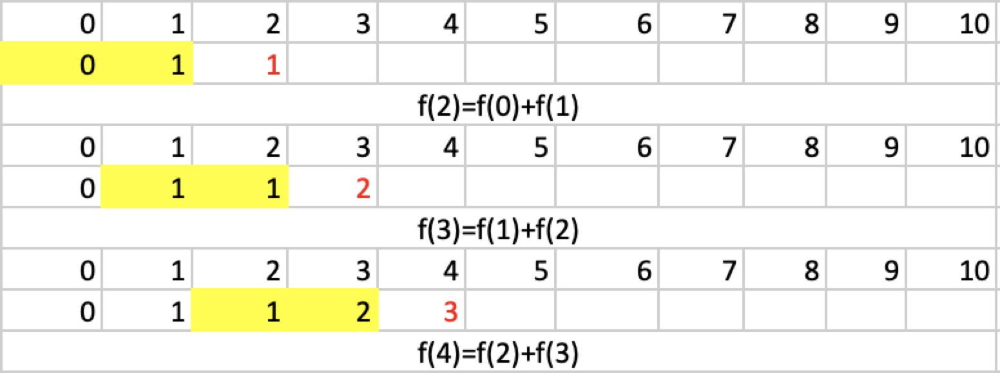 0 1 2 3 4 5 6 7 8 9 10
0 1 1
f(2)=f(0)+f(1)
0 1 2 3 4 5 6 7 8 9 10
0 1 1 2
f(3)=f(1)+f(2)
0 1 2 3 4 5 6 7 8 9 10
0 1 1 2 3
f(4)=f(2)+f(3)